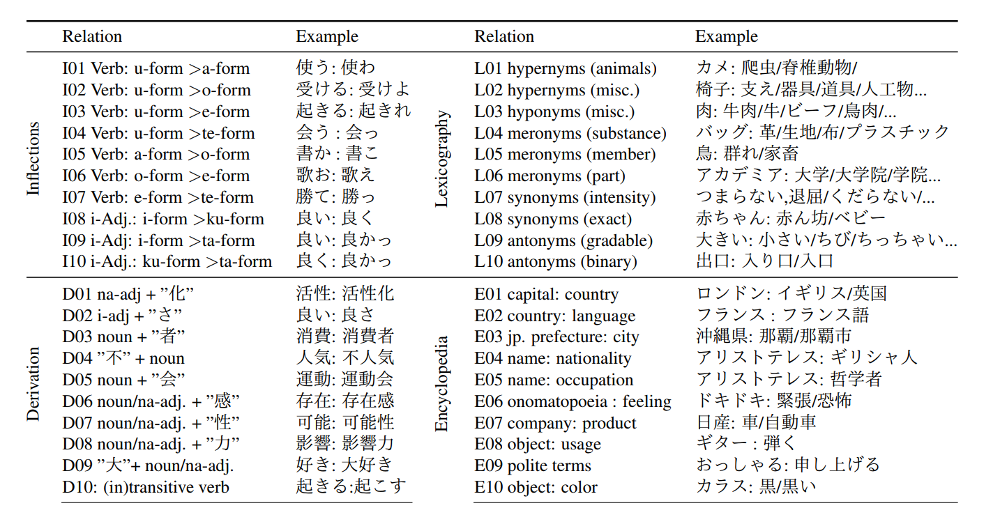 Relation Example Relation Example
Inflections
I01 Verb: u-form >a-form 使う: 使わ
I02 Verb: u-form >o-form 受ける: 受けよ
I03 Verb: u-form >e-form 起きる: 起きれ
I04 Verb: u-form >te-form 会う : 会っ
I05 Verb: a-form >o-form 書か : 書こ
I06 Verb: o-form >e-form 歌お: 歌え
I07 Verb: e-form >te-form 勝て: 勝っ
I08 i-Adj.: i-form >ku-form 良い: 良く
I09 i-Adj: i-form >ta-form 良い: 良かっ
I10 i-Adj.: ku-form >ta-form 良く: 良かっ
Lexicography
L01 hypernyms (animals) カメ: 爬虫/脊椎動物/
L02 hypernyms (misc.) 椅子: 支え/器具/道具/人工物...
L03 hyponyms (misc.) 肉: 牛肉/牛/ビーフ/鳥肉/...
L04 meronyms (substance) バッグ: 革/生地/布/プラスチック
L05 meronyms (member) 鳥: 群れ/家畜
L06 meronyms (part) アカデミア: 大学/大学院/学院...
L07 synonyms (intensity) つまらない,退屈/くだらない/...
L08 synonyms (exact) 赤ちゃん: 赤ん坊/ベビー
L09 antonyms (gradable) 大きい: 小さい/ちび/ちっちゃい...
L10 antonyms (binary) 出口: 入り口/入口
Derivation
D01 na-adj + ”化” 活性: 活性化
D02 i-adj + ”さ” 良い: 良さ
D03 noun + ”者” 消費: 消費者
D04 ”不” + noun 人気: 不人気
D05 noun + ”会” 運動: 運動会
D06 noun/na-adj. + ”感” 存在: 存在感
D07 noun/na-adj. + ”性” 可能: 可能性
D08 noun/na-adj. + ”力” 影響: 影響力
D09 ”大”+ noun/na-adj. 好き: 大好き
D10: (in)transitive verb 起きる:起こす
Encyclopedia
E01 capital: country ロンドン: イギリス/英国
E02 country: language フランス : フランス語
E03 jp. prefecture: city 沖縄県: 那覇/那覇市
E04 name: nationality アリストテレス: ギリシャ人
E05 name: occupation アリストテレス: 哲学者
E06 onomatopoeia : feeling ドキドキ: 緊張/恐怖
E07 company: product 日産: 車/自動車
E08 object: usage ギター : 弾く
E09 polite terms おっしゃる: 申し上げる
E10 object: color カラス: 黒/黒い